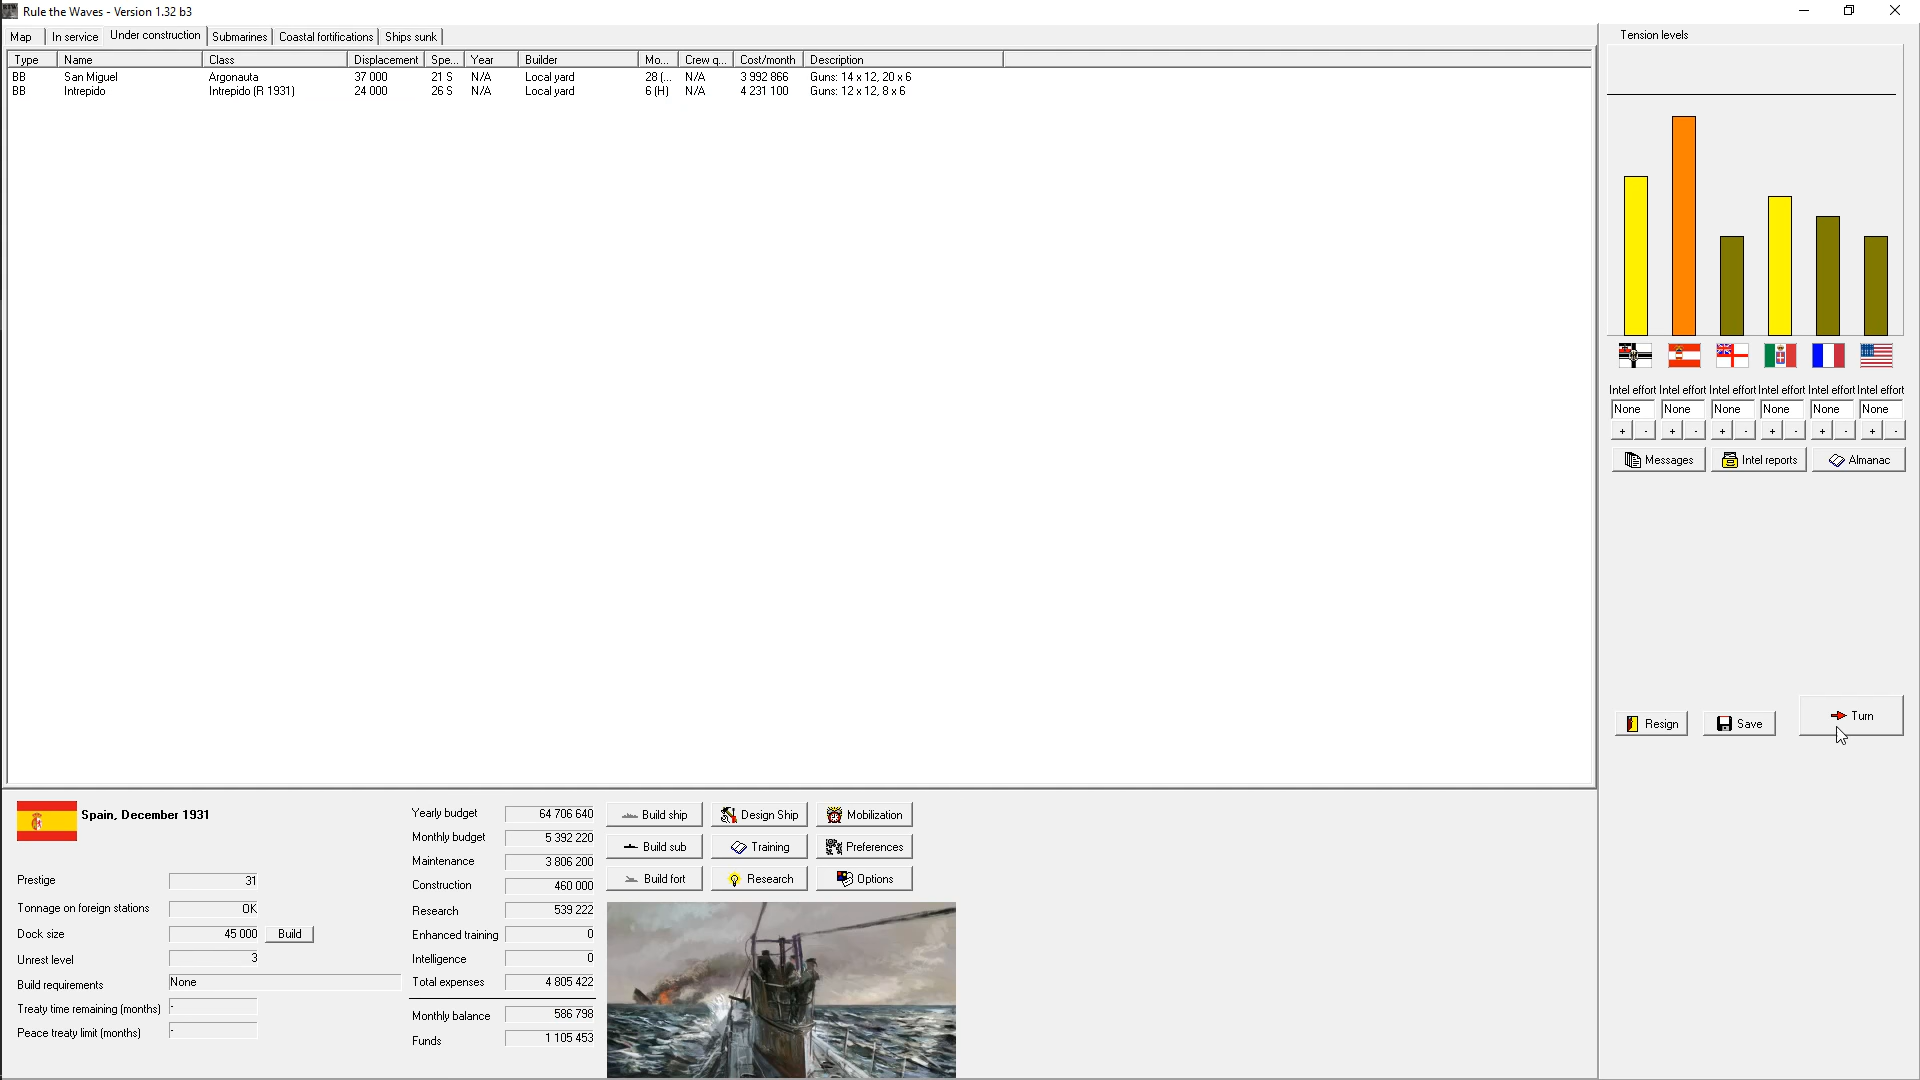 Rule the Waves - Version 1.32 b3
Map In service Under construction Submarines Coastal fortifications Ships sunk
Type Name Class Displacement Spe... Year Builder Mo... Crew q... Cost/month Description
BB San Miguel Argonauta 37 000 21 S N/A Local yard 28 (... N/A 3 992 866 Guns: 14 x 12, 20 x 6
BB Intrepido Intrepido (R 1931) 24 000 26 S N/A Local yard 6 (H) N/A 4 231 100 Guns: 12 x 12, 8 x 6
Tension levels
Intel effort Intel effort Intel effort Intel effort Intel effort Intel effort
None None None None None None
+ - + - + - + - + - + -
Messages Intel reports Almanac
Resign Save Turn
Spain, December 1931
Prestige 31
Tonnage on foreign stations OK
Dock size 45 000 Build
Unrest level 3
Build requirements None
Treaty time remaining (months) -
Peace treaty limit (months) -
Yearly budget 64 706 640
Monthly budget 5 392 220
Maintenance 3 806 200
Construction 460 000
Research 539 222
Enhanced training 0
Intelligence 0
Total expenses 4 805 422
Monthly balance 586 798
Funds 1 105 453
Build ship Design Ship Mobilization
Build sub Training Preferences
Build fort Research Options